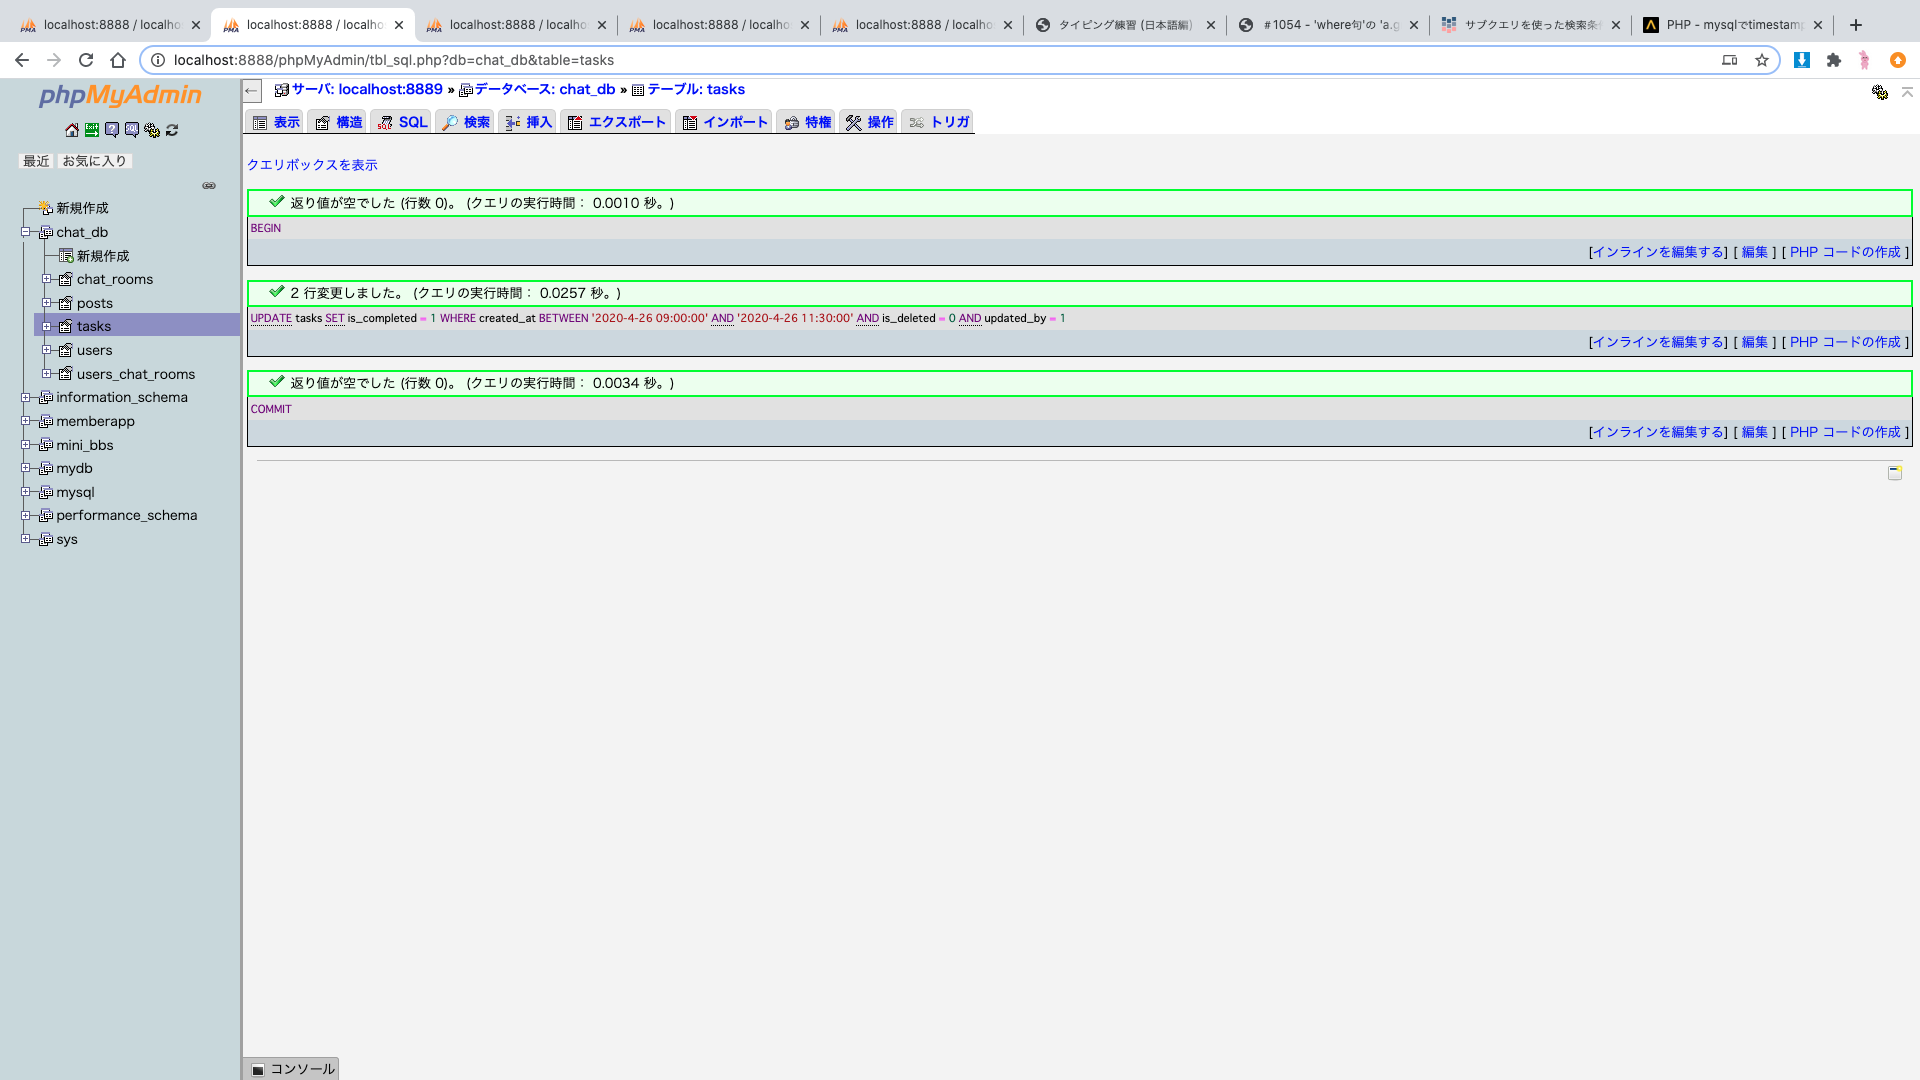 localhost:8888 / localho
localhost:8888 / localho
localhost:8888 / localho
localhost:8888 / localho
localhost:8888 / localho
タイピング練習 (日本語編)
#1054 - 'where句'の 'a.g
サブクエリを使った検索条
PHP - mysqlでtimestam
localhost:8888/phpMyAdmin/tbl_sql.php?db=chat_db&table=tasks
phpMyAdmin
最近 お気に入り
新規作成
chat_db
新規作成
chat_rooms
posts
tasks
users
users_chat_rooms
information_schema
memberapp
mini_bbs
mydb
mysql
performance_schema
sys
サーバ: localhost:8889 » データベース: chat_db » テーブル: tasks
表示 構造 SQL 検索 挿入 エクスポート インポート 特権 操作 トリガ
クエリボックスを表示
返り値が空でした (行数 0)。 (クエリの実行時間： 0.0010 秒。)
BEGIN
[インラインを編集する] [ 編集 ] [ PHP コードの作成 ]
2 行変更しました。 (クエリの実行時間： 0.0257 秒。)
UPDATE tasks SET is_completed = 1 WHERE created_at BETWEEN '2020-4-26 09:00:00' AND '2020-4-26 11:30:00' AND is_deleted = 0 AND updated_by = 1
[インラインを編集する] [ 編集 ] [ PHP コードの作成 ]
返り値が空でした (行数 0)。 (クエリの実行時間： 0.0034 秒。)
COMMIT
[インラインを編集する] [ 編集 ] [ PHP コードの作成 ]
コンソール